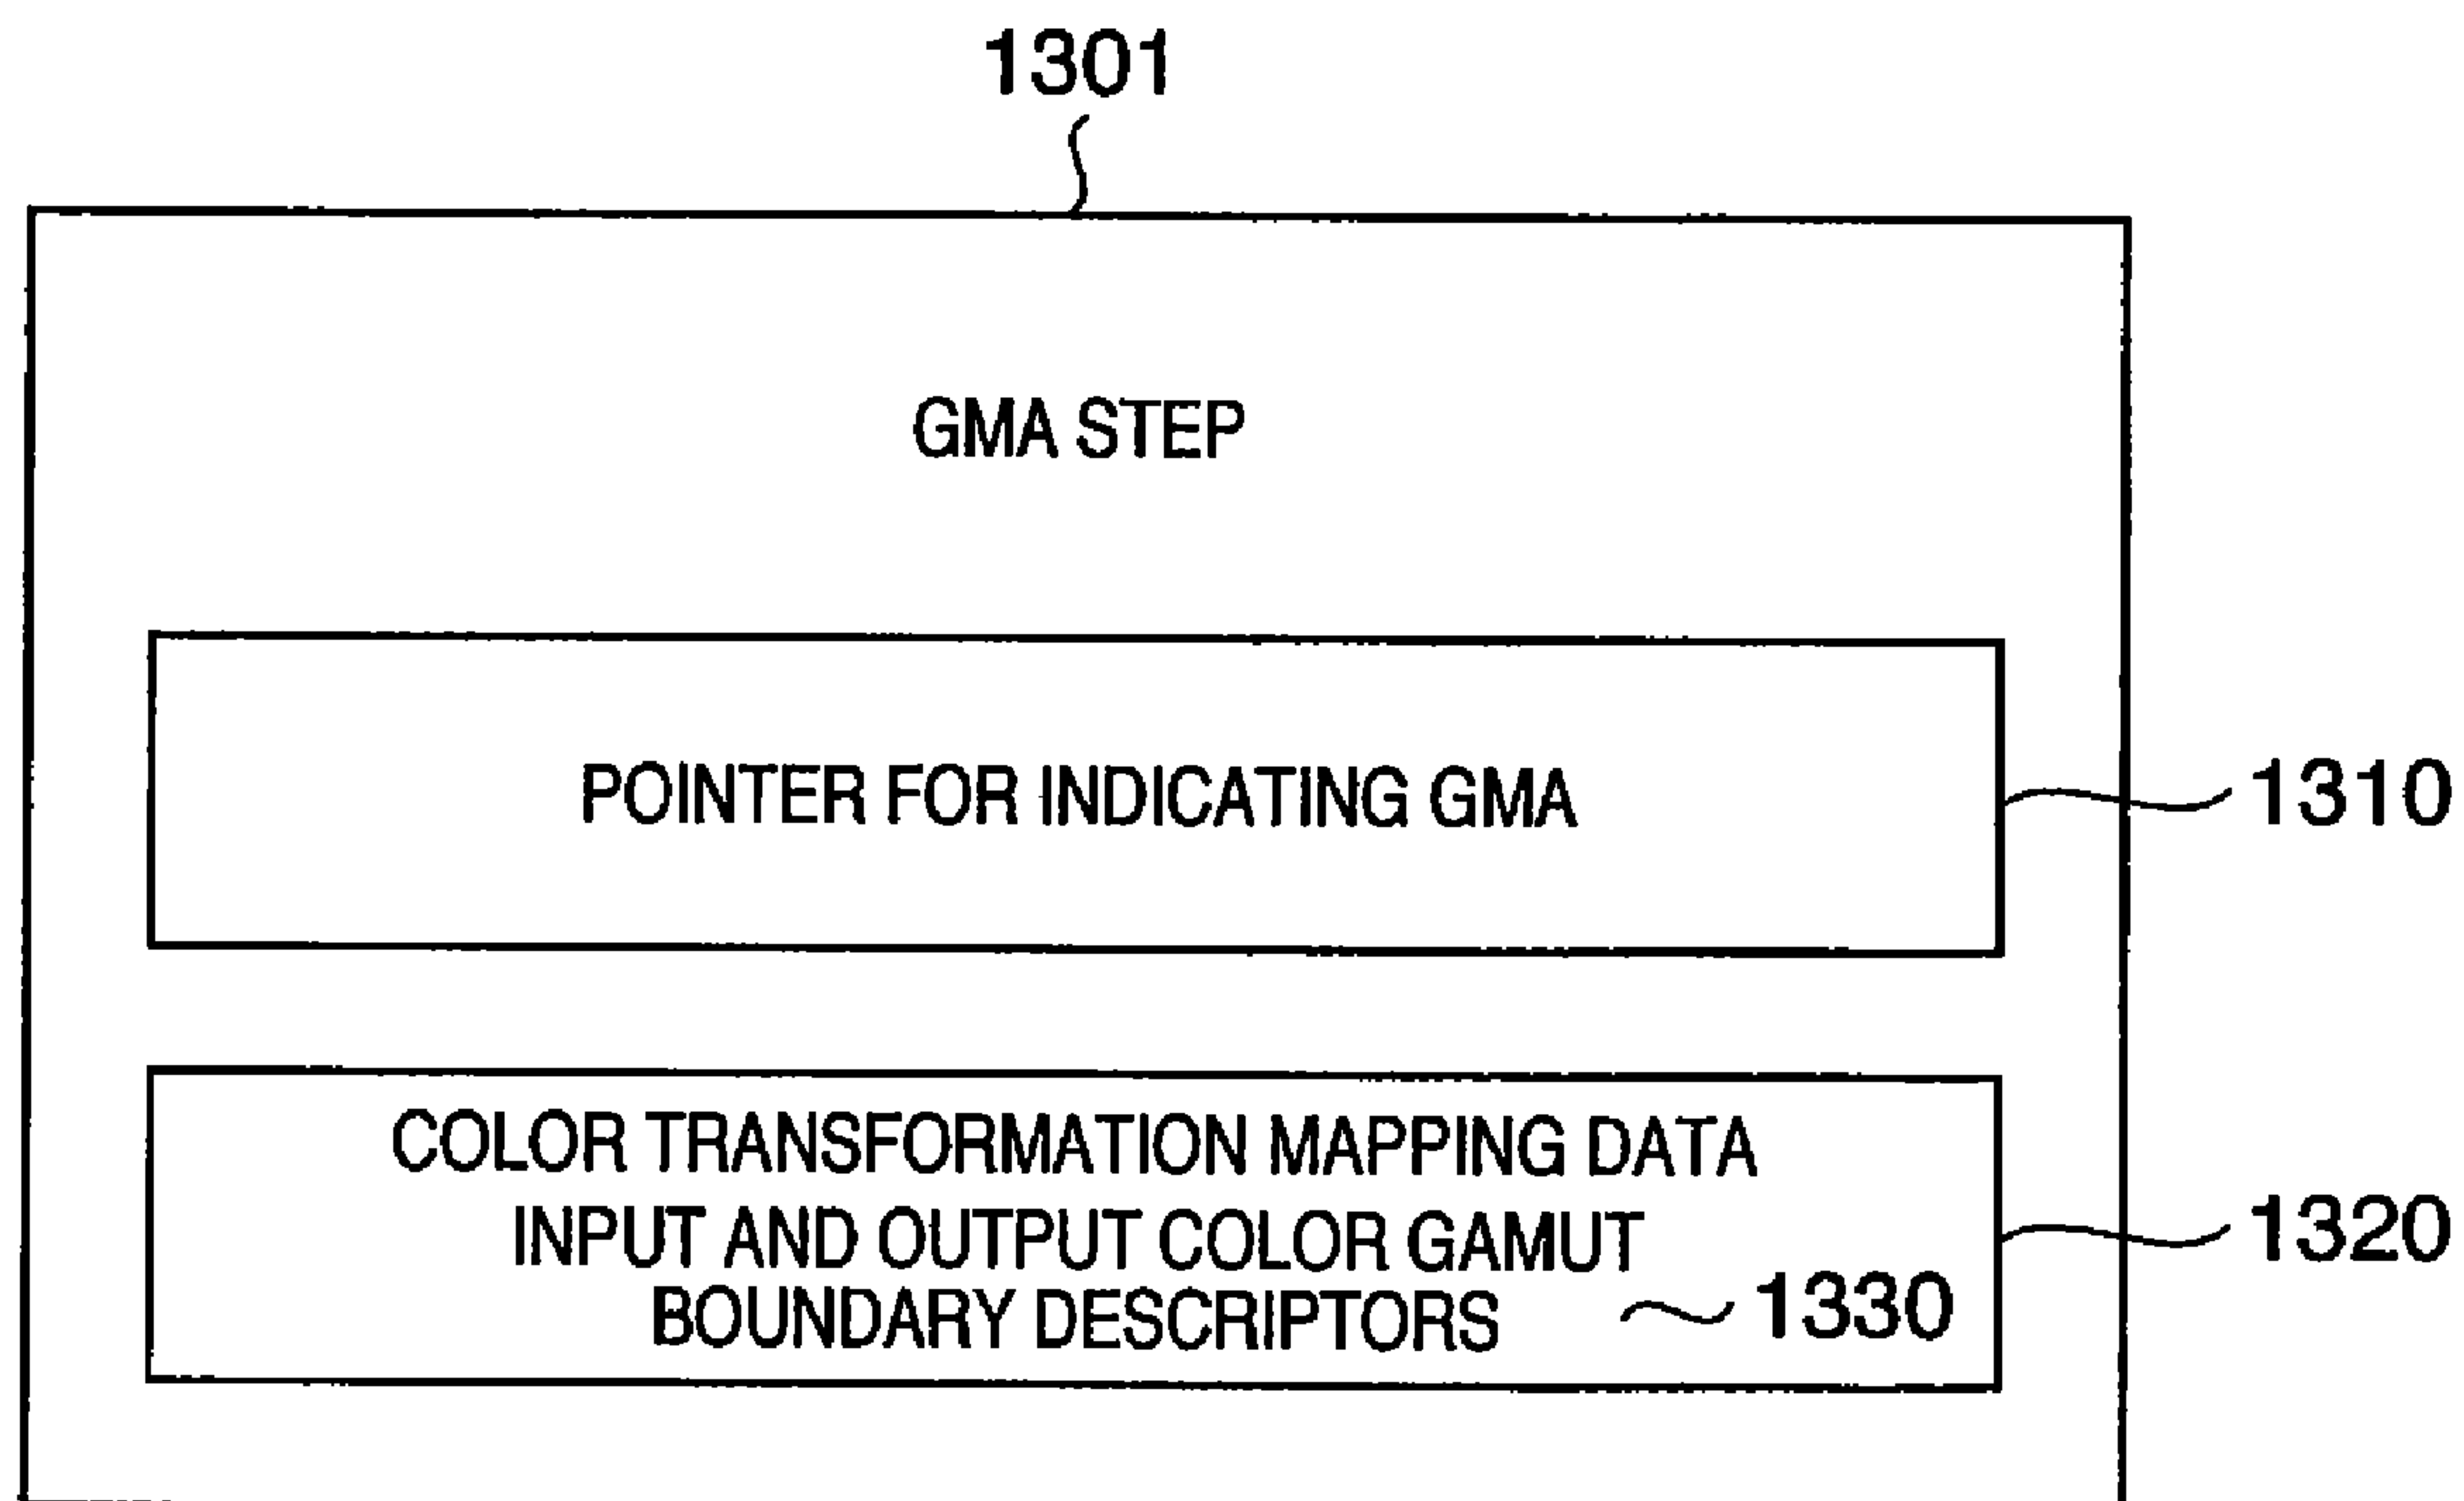 1301
GMA STEP
POINTER FOR INDICATING GMA
1310
COLOR TRANSFORMATION MAPPING DATA
INPUT AND OUTPUT COLOR GAMUT
1320
BOUNDARY DESCRIPTORS
1330